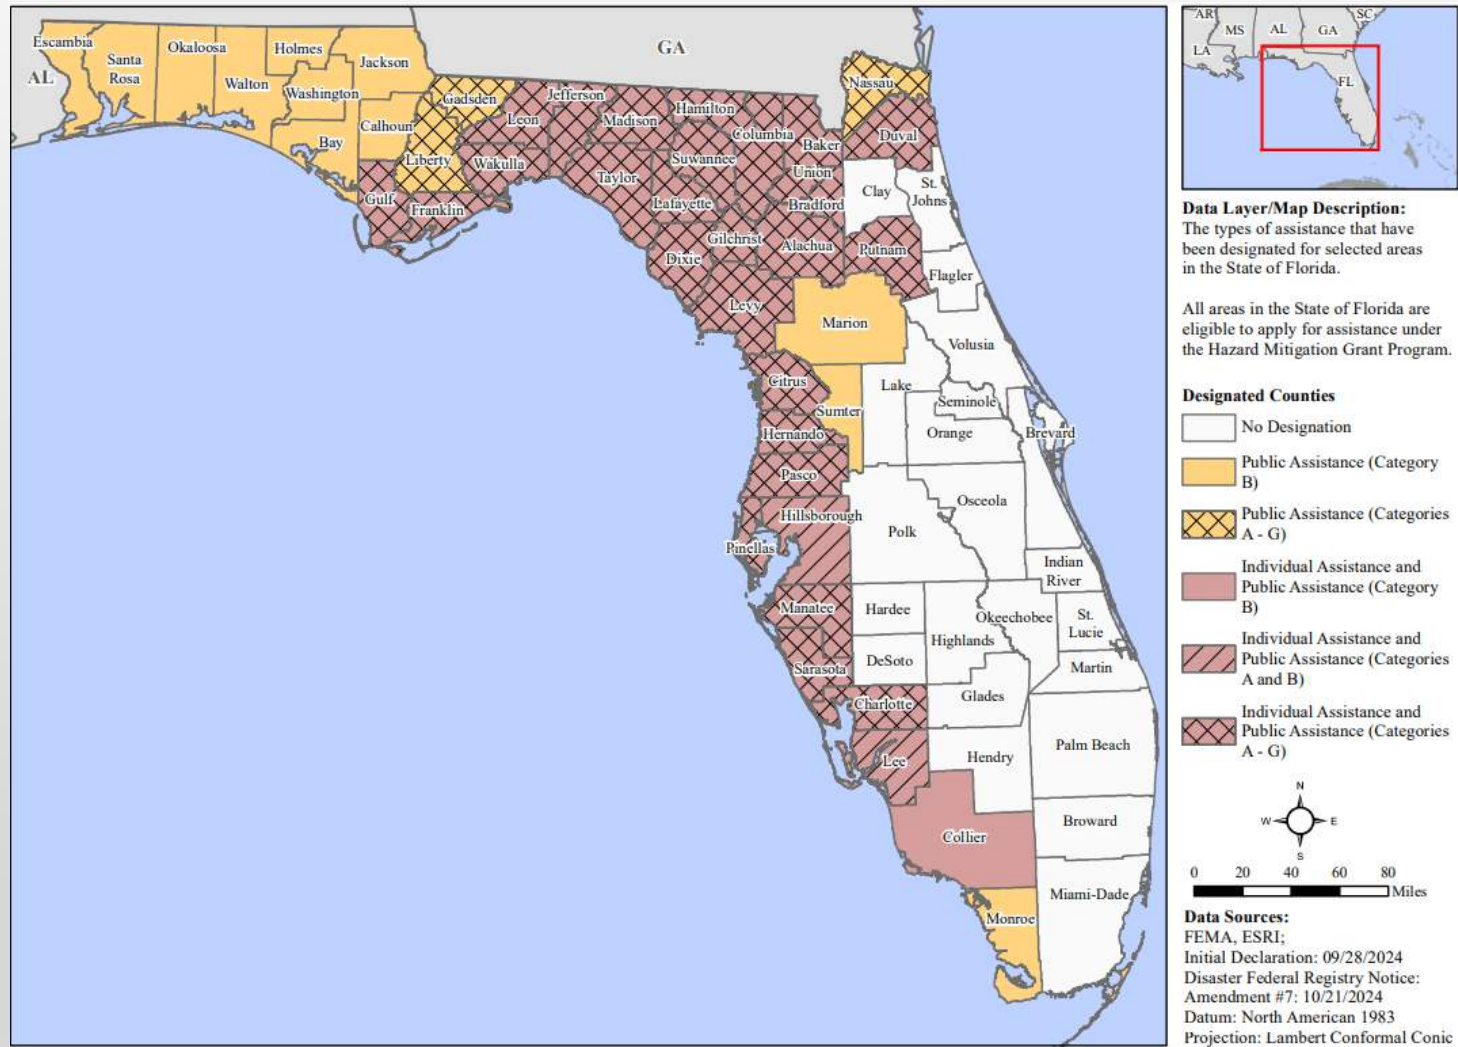 GA
AL
Escambia
Santa
Rosa
Okaloosa
Walton
Holmes
Washington
Jackson
Bay
Calhoun
Gulf
Liberty
Gadsden
Franklin
Wakulla
Leon
Jefferson
Madison
Taylor
Hamilton
Suwannee
Lafayette
Columbia
Baker
Union
Bradford
Gilchrist
Dixie
Alachua
Levy
Nassau
Duval
Clay
St.
Johns
Putnam
Flagler
Marion
Volusia
Citrus
Sumter
Lake
Seminole
Orange
Brevard
Hernando
Pasco
Hillsborough
Pinellas
Polk
Osceola
Indian
River
Manatee
Hardee
Highlands
Okeechobee
St.
Lucie
Sarasota
DeSoto
Martin
Charlotte
Glades
Lee
Hendry
Palm Beach
Collier
Broward
Monroe
Miami-Dade
AR
MS
AL
GA
SC
LA
FL
Data Layer/Map Description:
The types of assistance that have
been designated for selected areas
in the State of Florida.
All areas in the State of Florida are
eligible to apply for assistance under
the Hazard Mitigation Grant Program.
Designated Counties
No Designation
Public Assistance (Category
B)
Public Assistance (Categories
A - G)
Individual Assistance and
Public Assistance (Category
B)
Individual Assistance and
Public Assistance (Categories
A and B)
Individual Assistance and
Public Assistance (Categories
A - G)
N
W
E
S
0 20 40 60 80
Miles
Data Sources:
FEMA, ESRI;
Initial Declaration: 09/28/2024
Disaster Federal Registry Notice:
Amendment #7: 10/21/2024
Datum: North American 1983
Projection: Lambert Conformal Conic